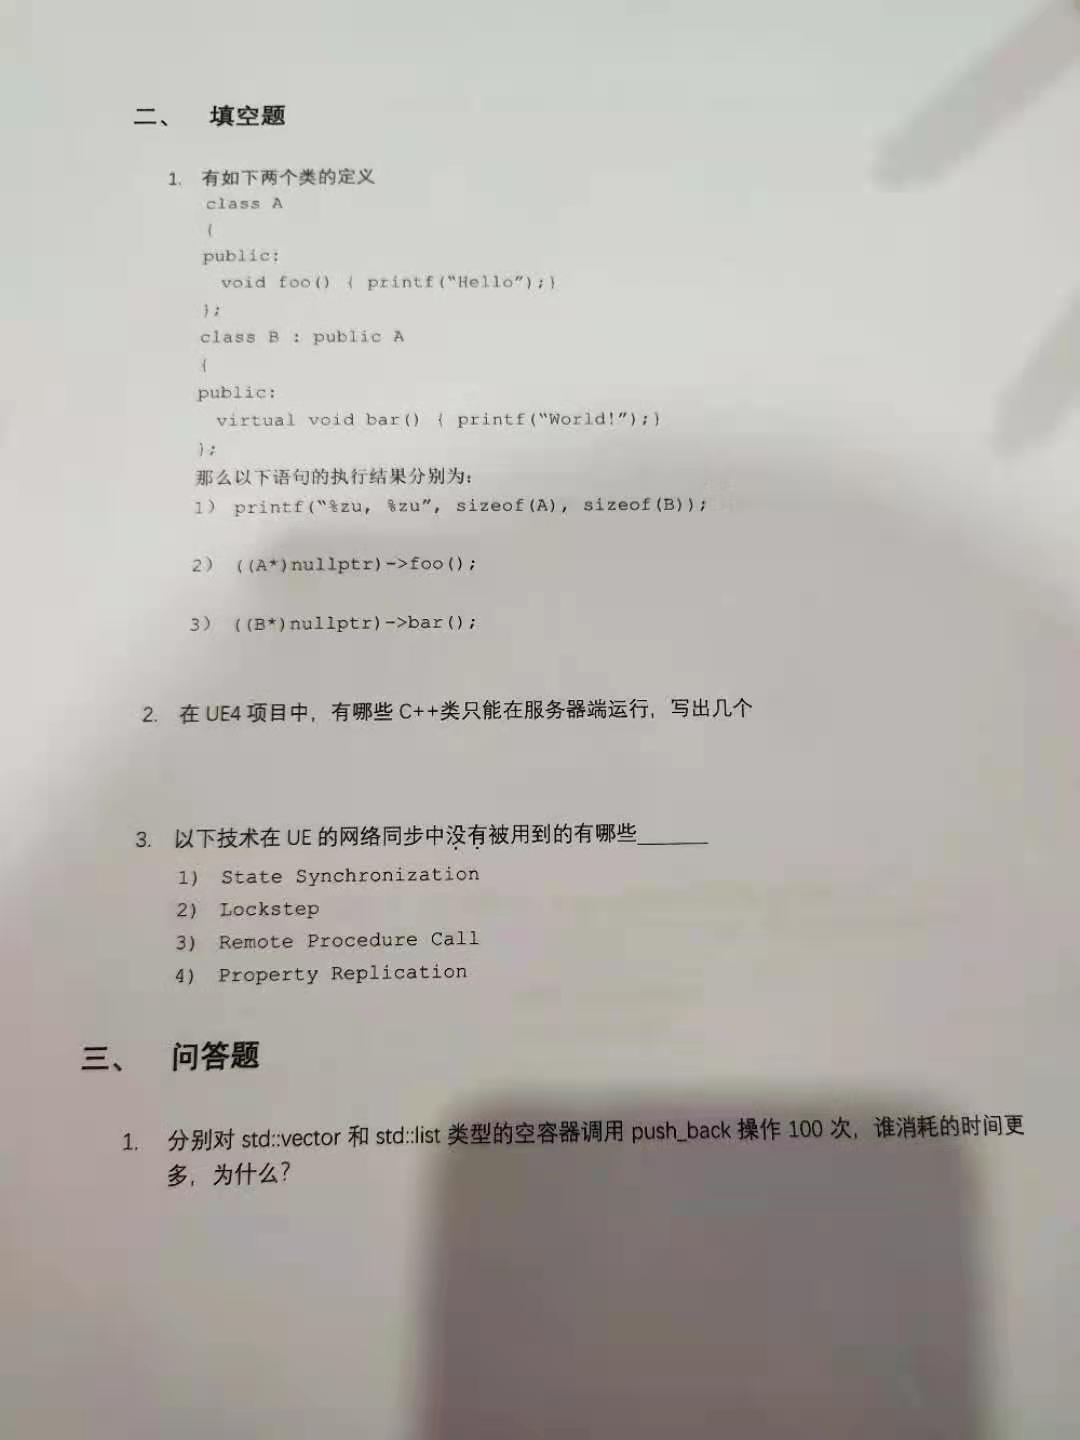 二、 填空题
1. 有如下两个类的定义
class A
{
public:
void foo() { printf(“Hello”);}
};
class B : public A
{
public:
virtual void bar() { printf(“World!”);}
};
那么以下语句的执行结果分别为:
1) printf(“%zu, %zu”, sizeof(A), sizeof(B));
2) ((A*)nullptr)->foo();
3) ((B*)nullptr)->bar();
2. 在 UE4 项目中，有哪些 C++类只能在服务器端运行，写出几个
3. 以下技术在 UE 的网络同步中没有被用到的有哪些______
1) State Synchronization
2) Lockstep
3) Remote Procedure Call
4) Property Replication
三、 问答题
1. 分别对 std::vector 和 std::list 类型的空容器调用 push_back 操作 100 次，谁消耗的时间更
多，为什么?